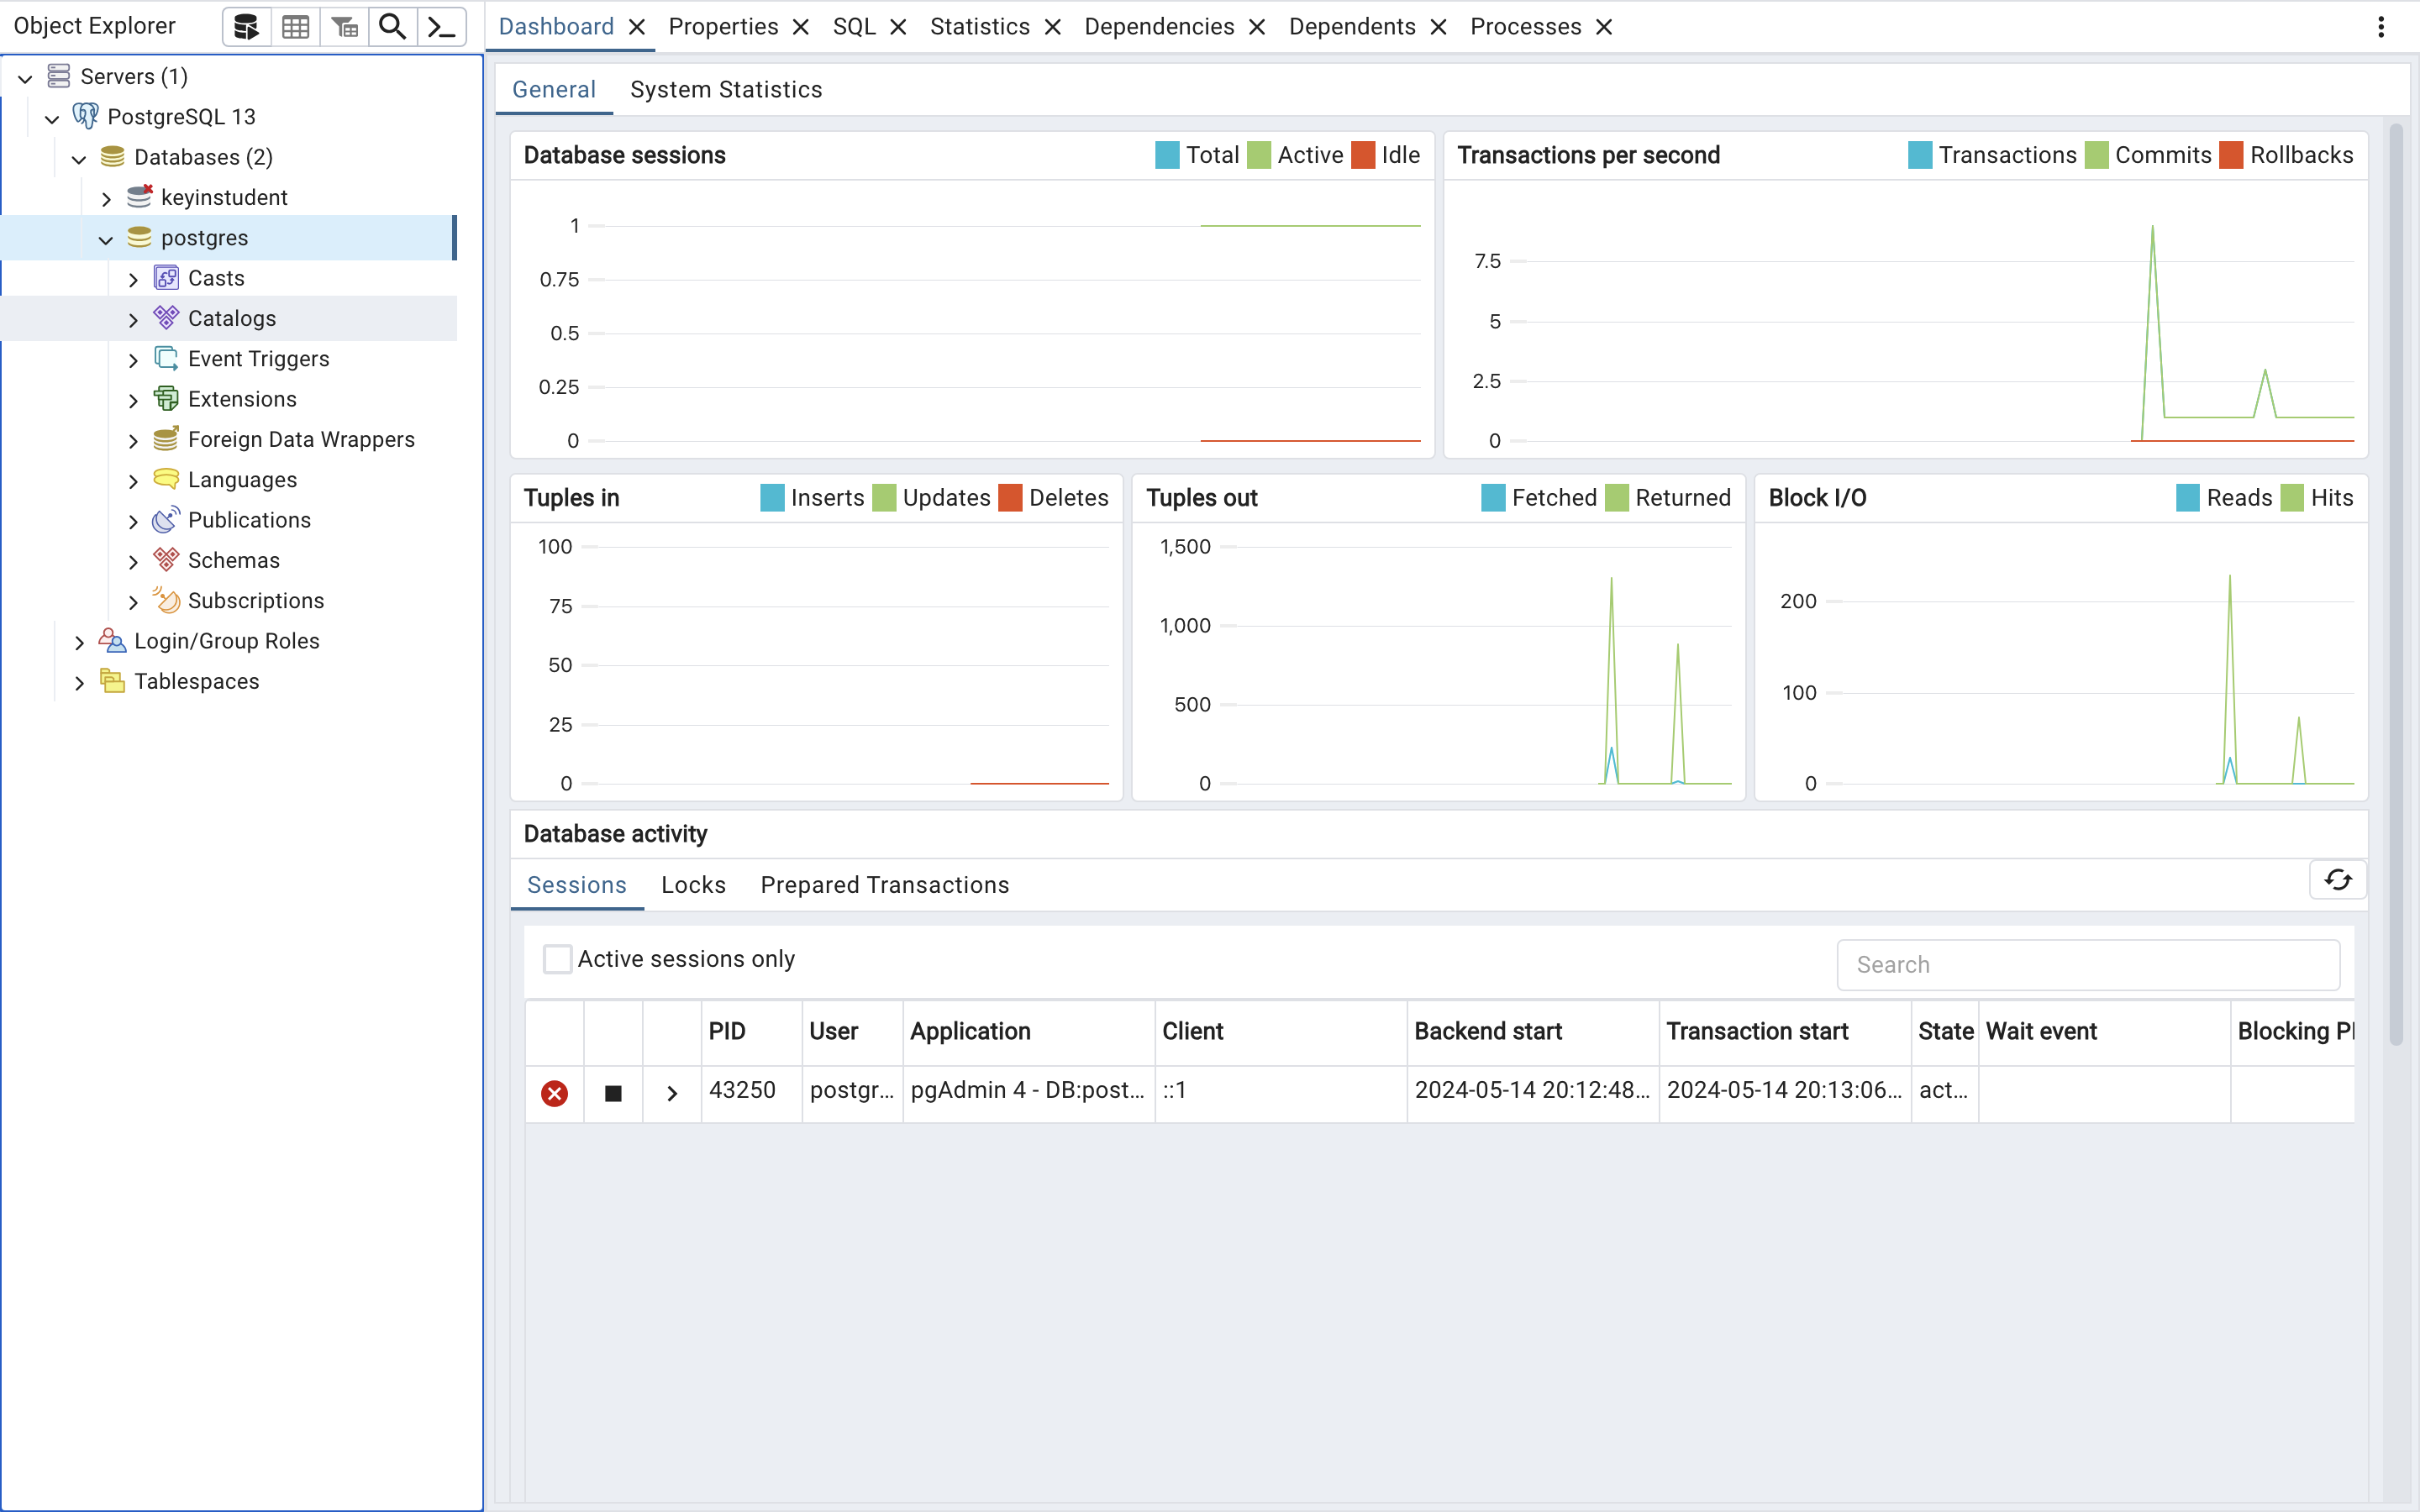 Object Explorer
Dashboard Properties SQL Statistics Dependencies Dependents Processes
Servers (1)
PostgreSQL 13
Databases (2)
keyinstudent
postgres
Casts
Catalogs
Event Triggers
Extensions
Foreign Data Wrappers
Languages
Publications
Schemas
Subscriptions
Login/Group Roles
Tablespaces
General System Statistics
Database sessions Total Active Idle
1
0.75
0.5
0.25
0
Transactions per second Transactions Commits Rollbacks
7.5
5
2.5
0
Tuples in Inserts Updates Deletes
100
75
50
25
0
Tuples out Fetched Returned
1,500
1,000
500
0
Block I/O Reads Hits
200
100
0
Database activity
Sessions Locks Prepared Transactions
Active sessions only Search
PID User Application Client Backend start Transaction start State Wait event Blocking PI
43250 postgr... pgAdmin 4 - DB:post... ::1 2024-05-14 20:12:48... 2024-05-14 20:13:06... act...